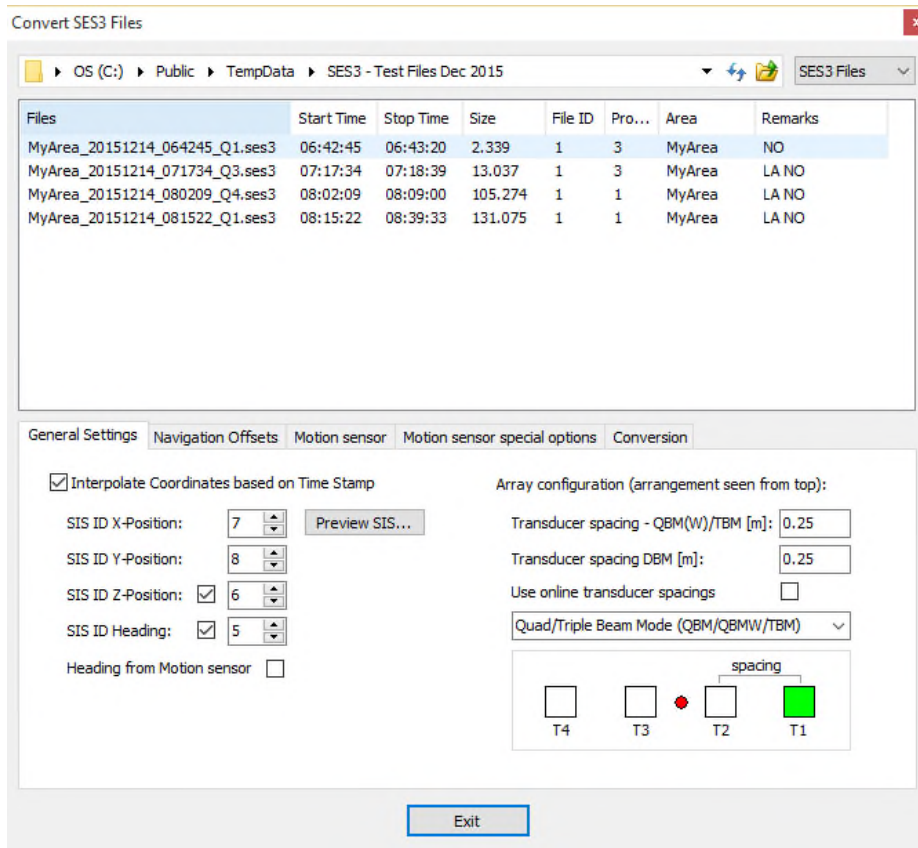 Convert SES3 Files
OS (C:) Public TempData SES3 - Test Files Dec 2015 SES3 Files
Files Start Time Stop Time Size File ID Pro... Area Remarks
MyArea_20151214_064245_Q1.ses3 06:42:45 06:43:20 2.339 1 3 MyArea NO
MyArea_20151214_071734_Q3.ses3 07:17:34 07:18:39 13.037 1 3 MyArea LA NO
MyArea_20151214_080209_Q4.ses3 08:02:09 08:09:00 105.274 1 1 MyArea LA NO
MyArea_20151214_081522_Q1.ses3 08:15:22 08:39:33 131.075 1 1 MyArea LA NO
General Settings Navigation Offsets Motion sensor Motion sensor special options Conversion
Interpolate Coordinates based on Time Stamp
SIS ID X-Position: 7 Preview SIS...
SIS ID Y-Position: 8
SIS ID Z-Position: 6
SIS ID Heading: 5
Heading from Motion sensor
Array configuration (arrangement seen from top):
Transducer spacing - QBM(W)/TBM [m]: 0.25
Transducer spacing DBM [m]: 0.25
Use online transducer spacings
Quad/Triple Beam Mode (QBM/QBMW/TBM)
spacing
T4 T3 T2 T1
Exit